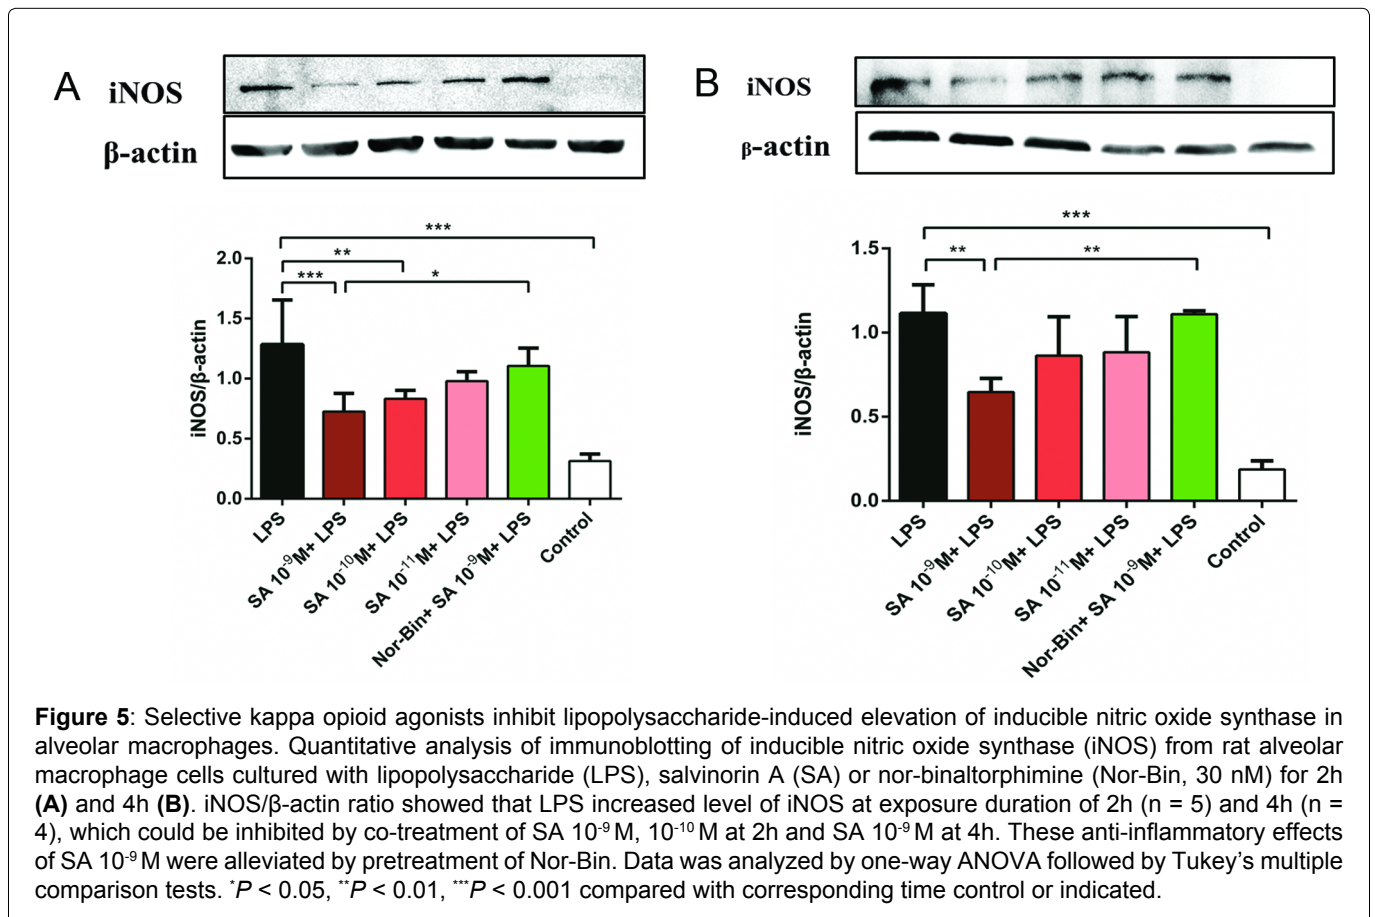 A
iNOS
β-actin
***
**
***
*
2.0
1.5
1.0
0.5
0.0
iNOS/β-actin
LPS
SA 10⁻⁹M+ LPS
SA 10⁻¹⁰M+ LPS
SA 10⁻¹¹M+ LPS
Nor-Bin+ SA 10⁻⁹M+ LPS
Control
B
iNOS
β-actin
***
**
**
1.5
1.0
0.5
0.0
iNOS/β-actin
LPS
SA 10⁻⁹M+ LPS
SA 10⁻¹⁰M+ LPS
SA 10⁻¹¹M+ LPS
Nor-Bin+ SA 10⁻⁹M+ LPS
Control
Figure 5: Selective kappa opioid agonists inhibit lipopolysaccharide-induced elevation of inducible nitric oxide synthase in
alveolar macrophages. Quantitative analysis of immunoblotting of inducible nitric oxide synthase (iNOS) from rat alveolar
macrophage cells cultured with lipopolysaccharide (LPS), salvinorin A (SA) or nor-binaltorphimine (Nor-Bin, 30 nM) for 2h
(A) and 4h (B). iNOS/β-actin ratio showed that LPS increased level of iNOS at exposure duration of 2h (n = 5) and 4h (n =
4), which could be inhibited by co-treatment of SA 10⁻⁹ M, 10⁻¹⁰ M at 2h and SA 10⁻⁹ M at 4h. These anti-inflammatory effects
of SA 10⁻⁹ M were alleviated by pretreatment of Nor-Bin. Data was analyzed by one-way ANOVA followed by Tukey's multiple
comparison tests. *P < 0.05, **P < 0.01, ***P < 0.001 compared with corresponding time control or indicated.